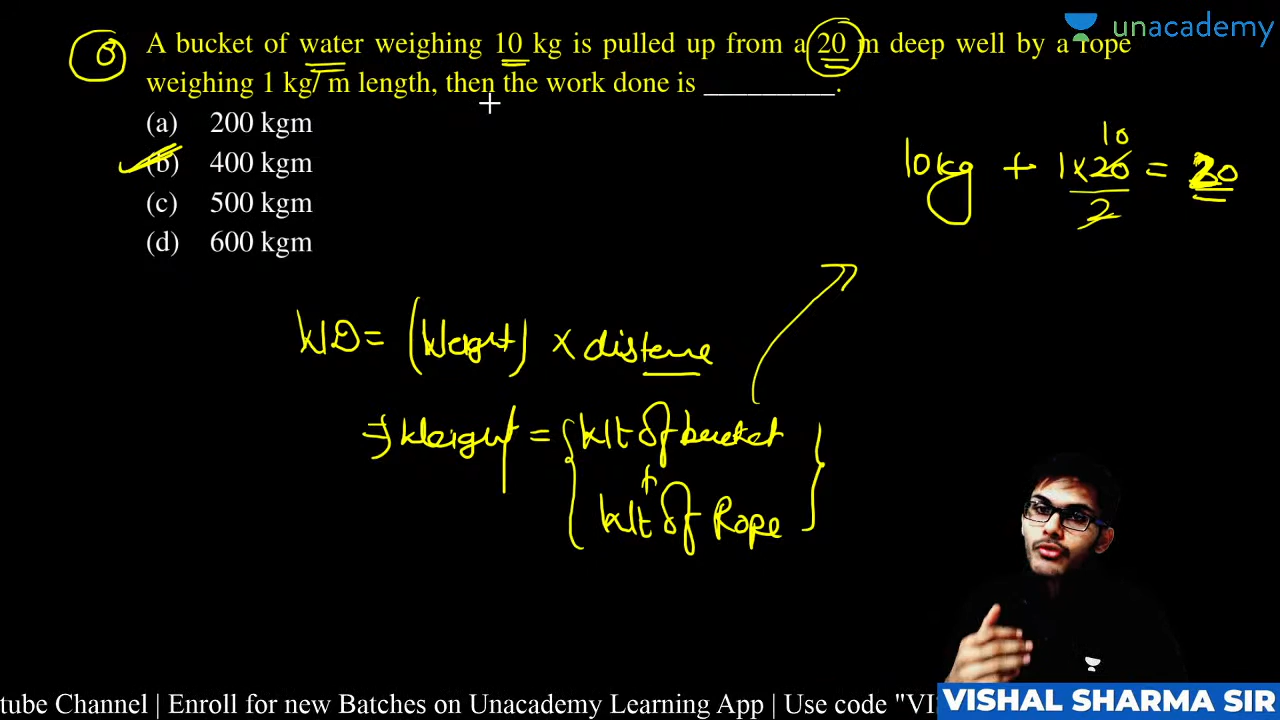 unacademy
A bucket of water weighing 10 kg is pulled up from a 20 m deep well by a rope
weighing 1 kg/ m length, then the work done is _________.
(a) 200 kgm
(b) 400 kgm
(c) 500 kgm
(d) 600 kgm
10
10kg + 1×20 = 20
2
WD = (Weight) × distance
⇒ Weight = { Wt of bucket
+
Wt of Rope }
tube Channel | Enroll for new Batches on Unacademy Learning App | Use code "VI
VISHAL SHARMA SIR